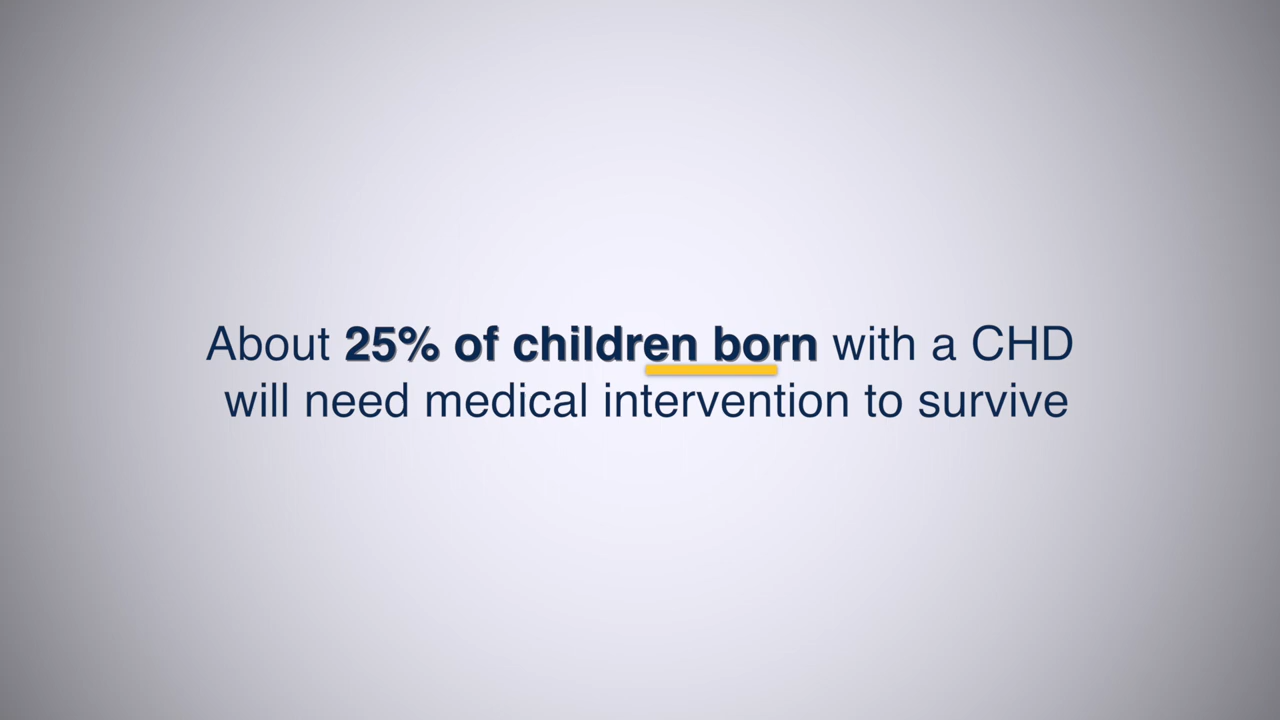 About 25% of children born with a CHD
will need medical intervention to survive